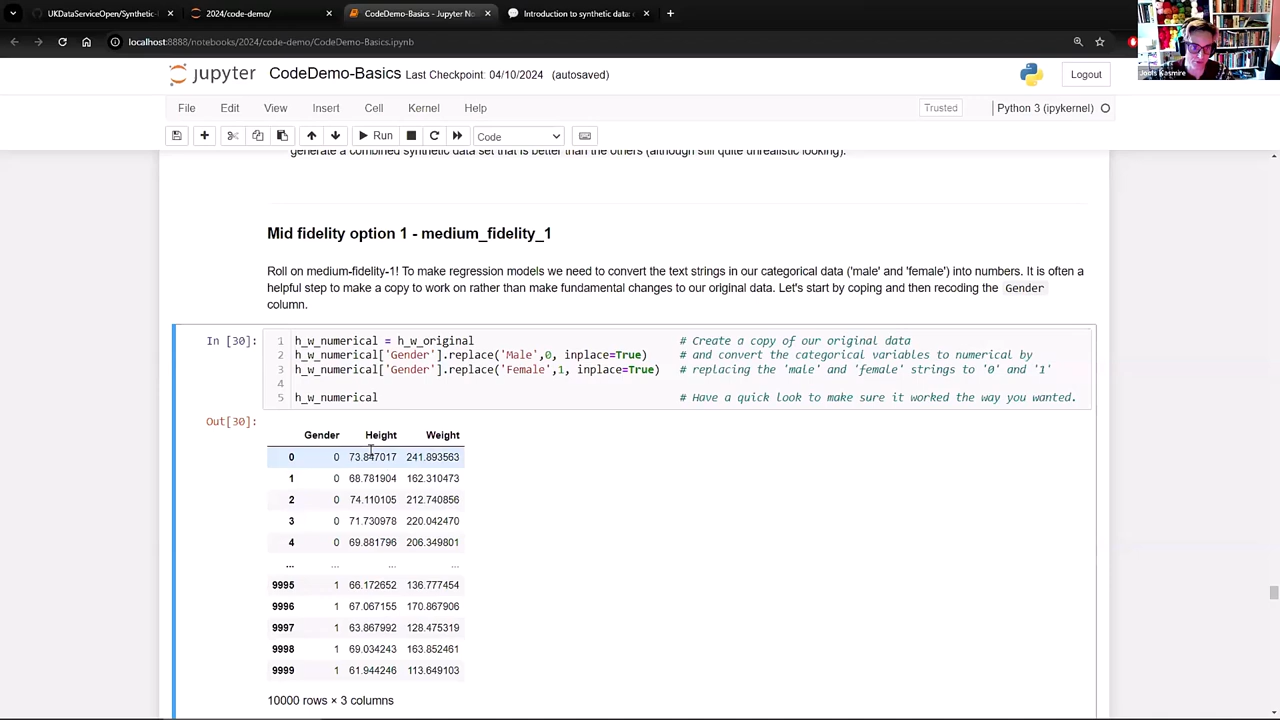 UKDataServiceOpen/Synthetic-
2024/code-demo/
CodeDemo-Basics - Jupyter No
Introduction to synthetic data:
localhost:8888/notebooks/2024/code-demo/CodeDemo-Basics.ipynb
Jools Kasmire
jupyter CodeDemo-Basics Last Checkpoint: 04/10/2024 (autosaved)
Logout
File Edit View Insert Cell Kernel Help
Trusted
Python 3 (ipykernel)
Run
Code
generate a combined synthetic data set that is better than the others (although still quite unrealistic looking).
Mid fidelity option 1 - medium_fidelity_1
Roll on medium-fidelity-1! To make regression models we need to convert the text strings in our categorical data ('male' and 'female') into numbers. It is often a
helpful step to make a copy to work on rather than make fundamental changes to our original data. Let's start by coping and then recoding the Gender
column.
In [30]:
1 h_w_numerical = h_w_original # Create a copy of our original data
2 h_w_numerical['Gender'].replace('Male',0, inplace=True) # and convert the categorical variables to numerical by
3 h_w_numerical['Gender'].replace('Female',1, inplace=True) # replacing the 'male' and 'female' strings to '0' and '1'
4
5 h_w_numerical # Have a quick look to make sure it worked the way you wanted.
Out[30]:
Gender Height Weight
0 0 73.847017 241.893563
1 0 68.781904 162.310473
2 0 74.110105 212.740856
3 0 71.730978 220.042470
4 0 69.881796 206.349801
... ... ... ...
9995 1 66.172652 136.777454
9996 1 67.067155 170.867906
9997 1 63.867992 128.475319
9998 1 69.034243 163.852461
9999 1 61.944246 113.649103
10000 rows × 3 columns